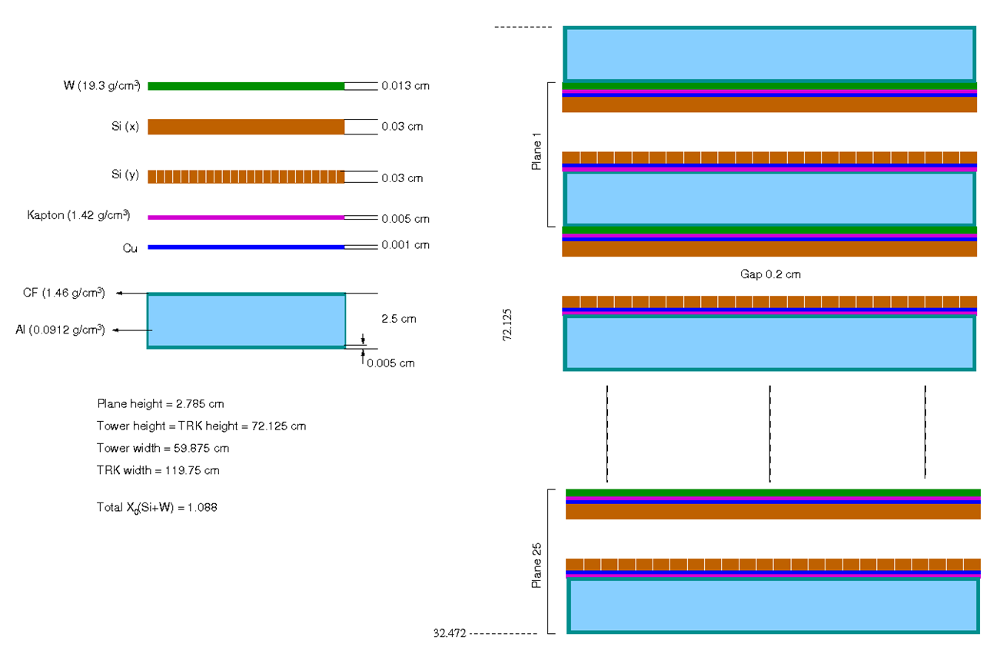 W (19.3 g/cm³)
0.013 cm
Si (x)
0.03 cm
Si (y)
0.03 cm
Kapton (1.42 g/cm³)
0.005 cm
Cu
0.001 cm
CF (1.46 g/cm³)
2.5 cm
Al (0.0912 g/cm³)
0.005 cm
Plane height = 2.785 cm
Tower height = TRK height = 72.125 cm
Tower width = 59.875 cm
TRK width = 119.75 cm
Total X₀(Si+W) = 1.088
Plane 1
Gap 0.2 cm
72.125
Plane 25
32.472